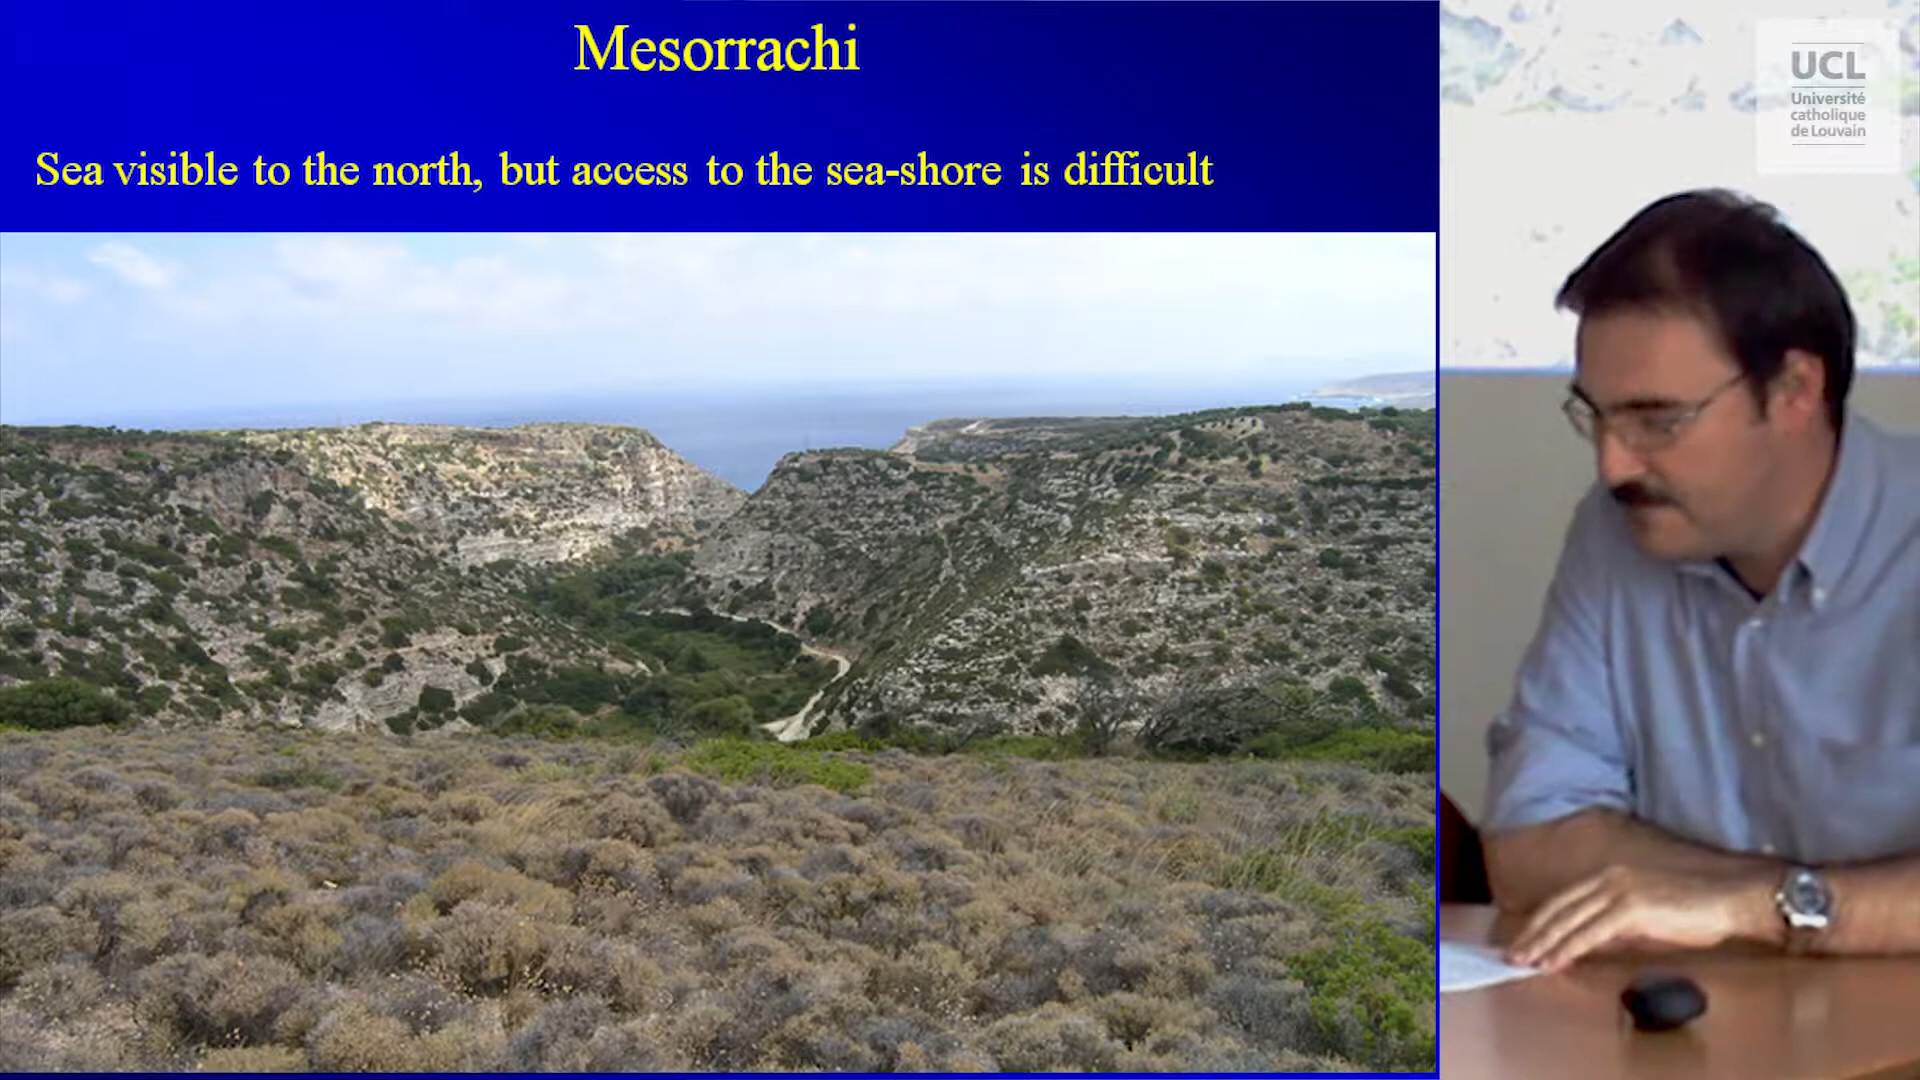 Mesorrachi
Sea visible to the north, but access to the sea-shore is difficult
UCL
Université
catholique
de Louvain